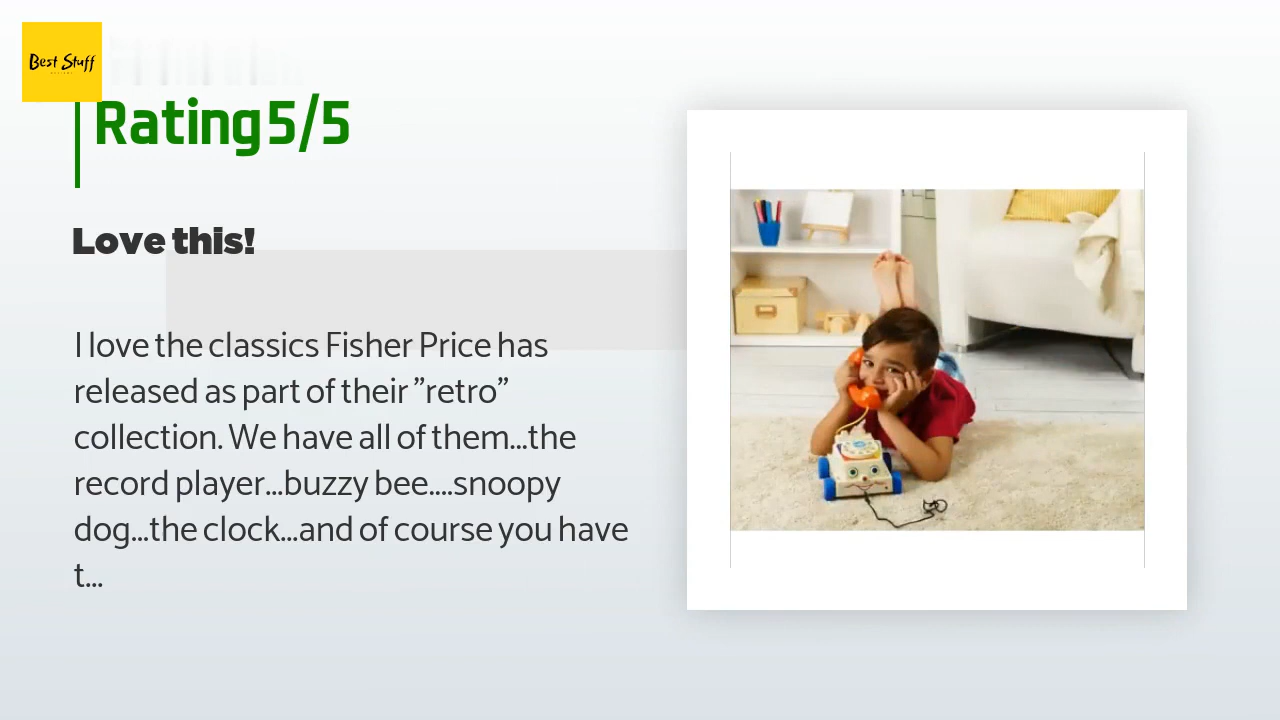 Best Stuff
Rating 5/5
Love this!
I love the classics Fisher Price has
released as part of their ”retro”
collection. We have all of them...the
record player...buzzy bee....snoopy
dog...the clock...and of course you have
t...